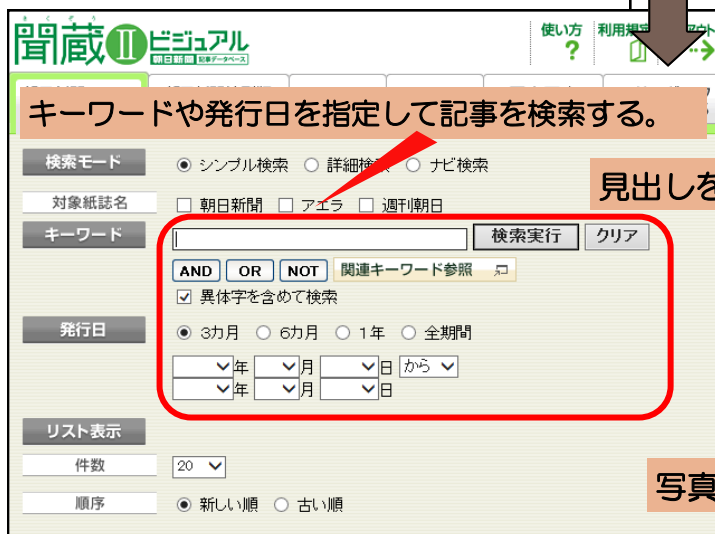 きくぞう
聞蔵Ⅱビジュアル
朝日新聞 記事データベース
使い方
?
利用規定
キーワードや発行日を指定して記事を検索する。
検索モード
シンプル検索 詳細検索 ナビ検索
見出しを
対象紙誌名
朝日新聞 アエラ 週刊朝日
キーワード
検索実行 クリア
AND OR NOT 関連キーワード参照
異体字を含めて検索
発行日
3カ月 6カ月 1年 全期間
年 月 日 から
年 月 日
リスト表示
件数
20
写真
順序
新しい順 古い順